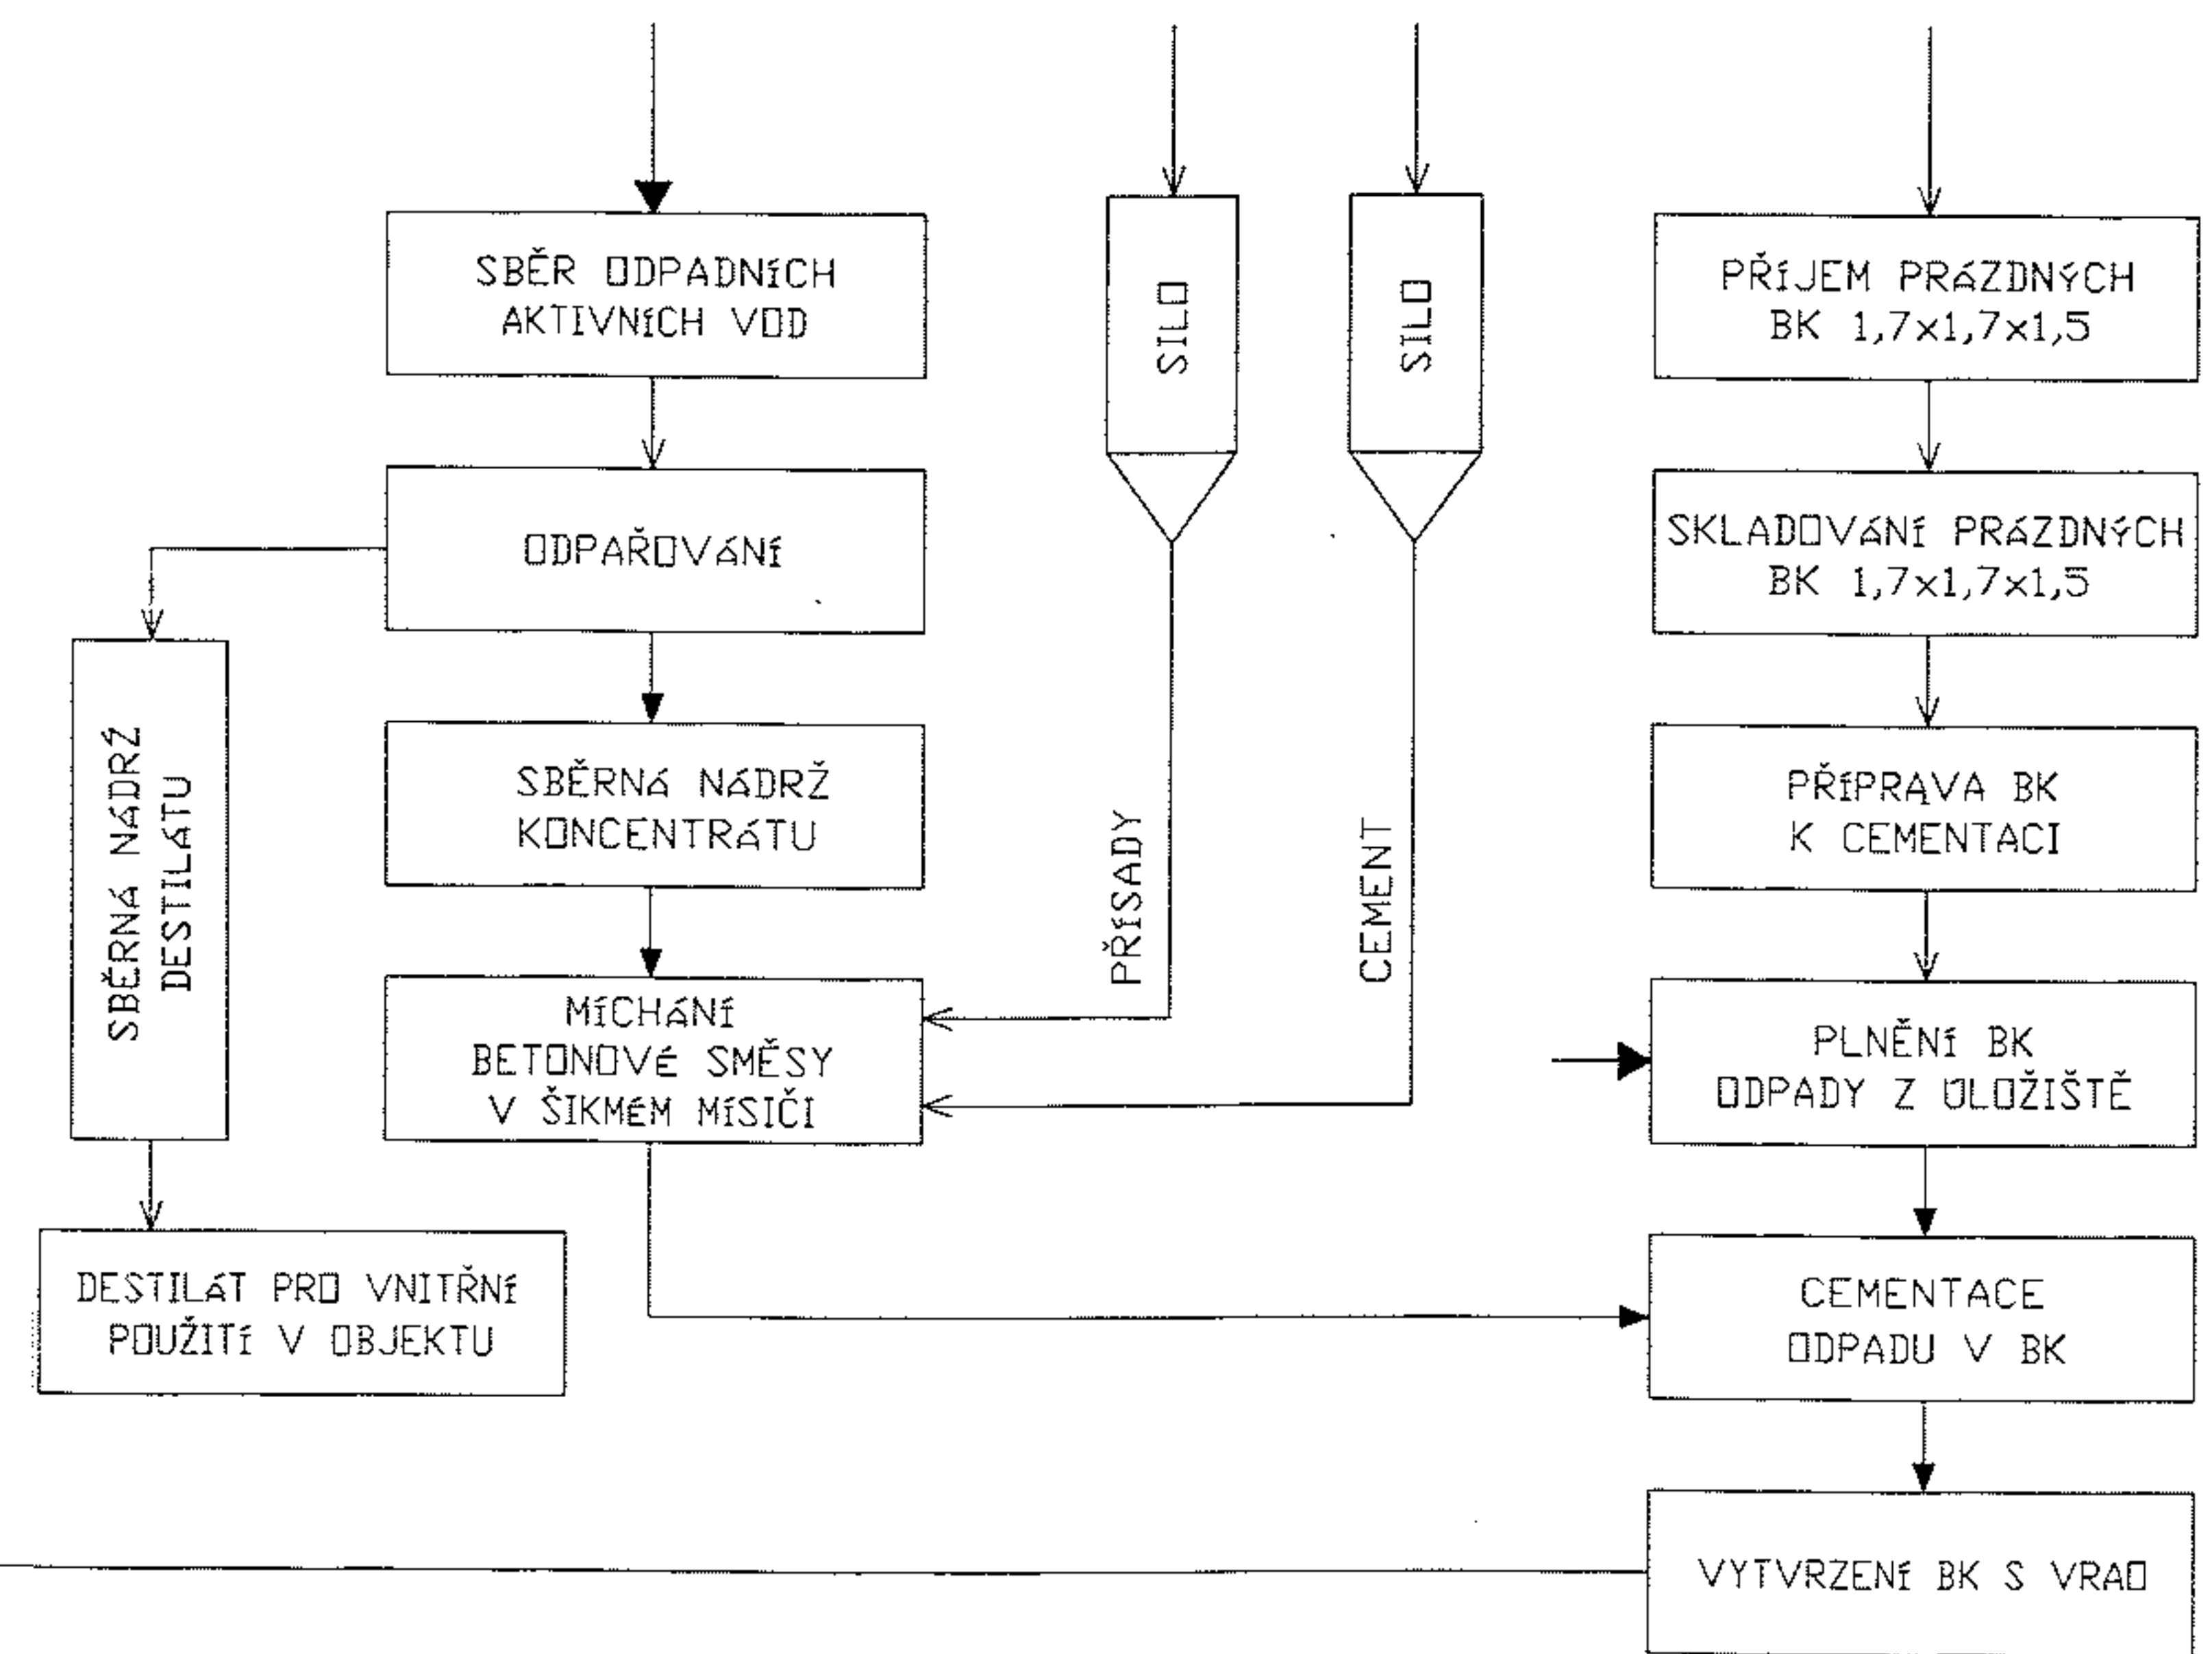 SBĚR ODPADNÍCH
AKTIVNÍCH VOD
SILO
SILO
PŘÍJEM PRÁZDNÝCH
BK 1,7x1,7x1,5
ODPAŘOVÁNÍ
SKLADOVÁNÍ PRÁZDNÝCH
BK 1,7x1,7x1,5
SBĚRNÁ NÁDRŽ
DESTILÁTU
SBĚRNÁ NÁDRŽ
KONCENTRÁTU
PŘÍSADY
CEMENT
PŘÍPRAVA BK
K CEMENTACI
MÍCHÁNÍ
BETONOVÉ SMĚSY
V ŠIKMÉM MÍSIČI
PLNĚNÍ BK
ODPADY Z ÚLOŽIŠTĚ
DESTILÁT PRO VNITŘNÍ
POUŽITÍ V OBJEKTU
CEMENTACE
ODPADU V BK
VYTVRZENÍ BK S VRAO